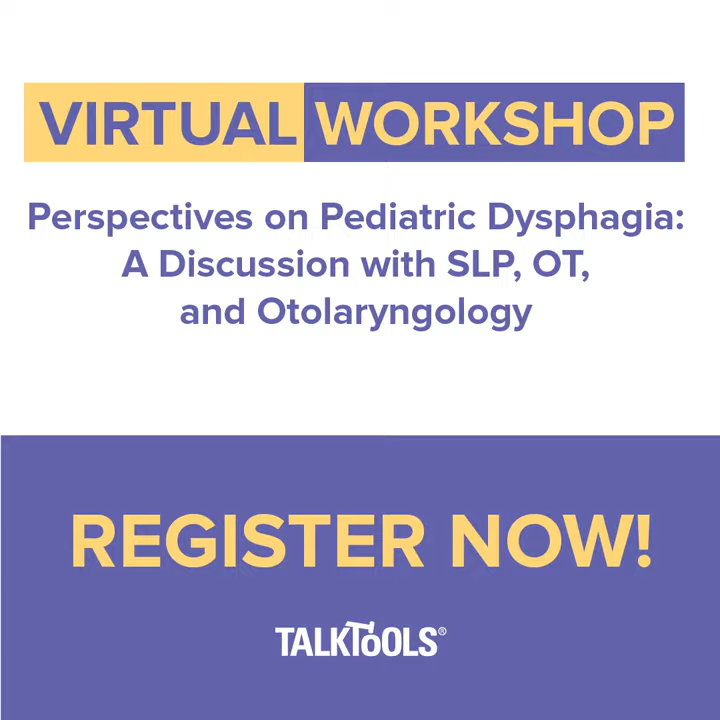 VIRTUAL WORKSHOP
Perspectives on Pediatric Dysphagia:
A Discussion with SLP, OT,
and Otolaryngology
REGISTER NOW!
TALKTOOLS®